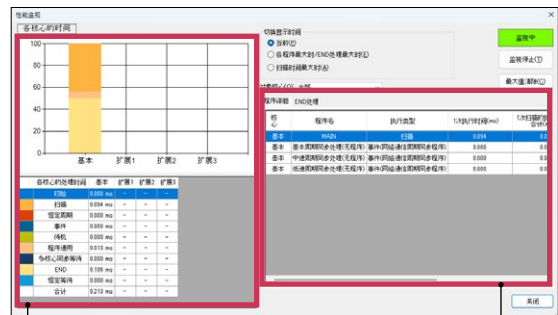 性能监视
各核心的时间
100
80
60
40
20
0
基本 扩展1 扩展2 扩展3
各核心的处理时间 基本 扩展1 扩展2 扩展3
初始 0.000 ms - - -
扫描 0.094 ms - - -
恒定周期 0.000 ms - - -
事件 0.000 ms - - -
待机 0.000 ms - - -
程序通用 0.013 ms - - -
多核心同步等待 0.000 ms - - -
END 0.106 ms - - -
恒定等待 0.000 ms - - -
合计 0.213 ms - - -
切换显示时间
当前(E)
各程序最大时/END处理最大时(E)
扫描时间最大时(A)
监视中
监视停止(T)
最大值清除(C)
全部
程序详细 END处理
核心 程序名 执行类型 1次执行时间(ms) 1次扫描的
基本 MAIN 扫描 0.094
基本 基本周期同步处理(无程序) 事件(网络通信周期同步程序) 0.000
基本 中速周期同步处理(无程序) 事件(网络通信周期同步程序) 0.000
基本 低速周期同步处理(无程序) 事件(网络通信周期同步程序) 0.000
关闭